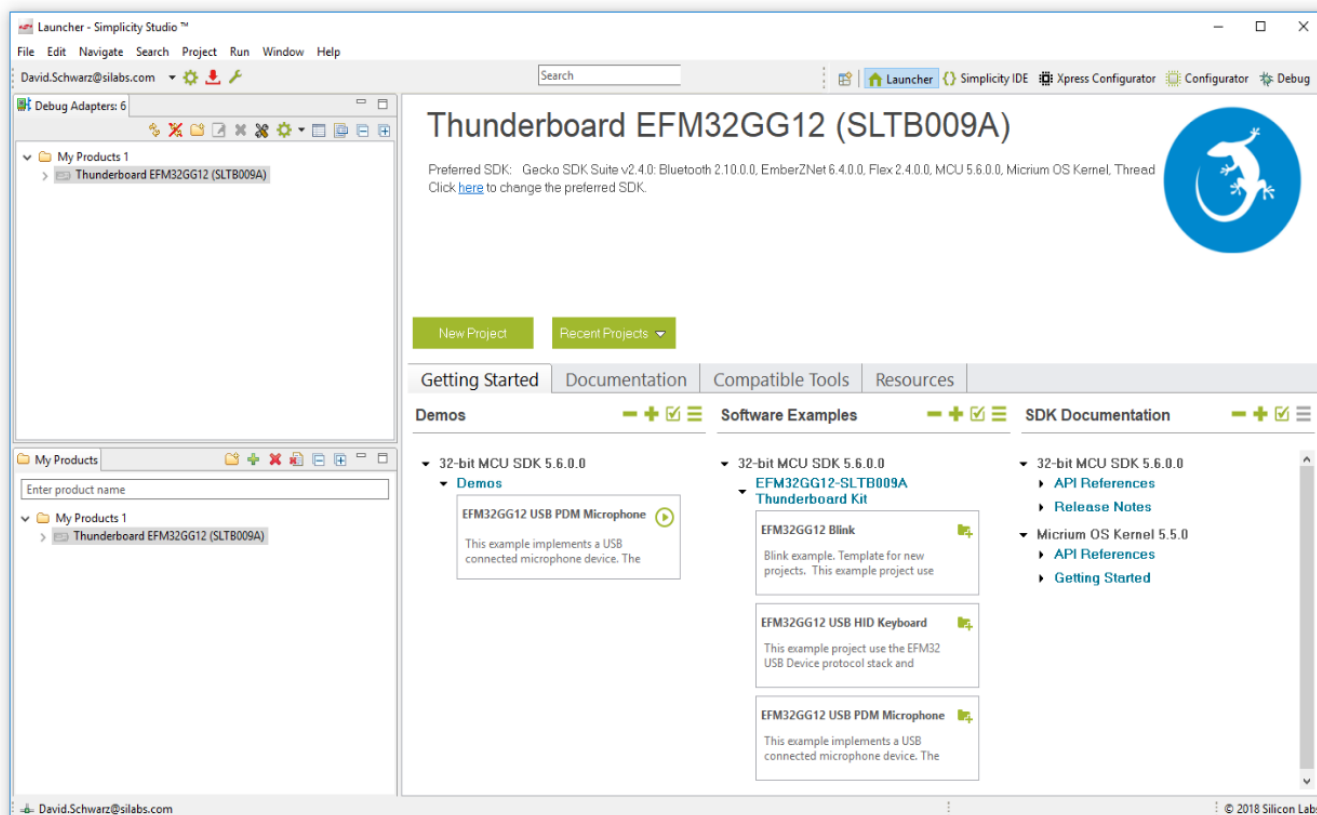 Launcher - Simplicity Studio ™
File Edit Navigate Search Project Run Window Help
David.Schwarz@silabs.com
Search
Launcher
Simplicity IDE
Xpress Configurator
Configurator
Debug
Debug Adapters: 6
My Products 1
Thunderboard EFM32GG12 (SLTB009A)
Thunderboard EFM32GG12 (SLTB009A)
Preferred SDK: Gecko SDK Suite v2.4.0: Bluetooth 2.10.0.0, EmberZNet 6.4.0.0, Flex 2.4.0.0, MCU 5.6.0.0, Micrium OS Kernel, Thread
Click here to change the preferred SDK.
New Project
Recent Projects
Getting Started
Documentation
Compatible Tools
Resources
My Products
Enter product name
My Products 1
Thunderboard EFM32GG12 (SLTB009A)
Demos
32-bit MCU SDK 5.6.0.0
Demos
EFM32GG12 USB PDM Microphone
This example implements a USB
connected microphone device. The
Software Examples
32-bit MCU SDK 5.6.0.0
EFM32GG12-SLTB009A
Thunderboard Kit
EFM32GG12 Blink
Blink example. Template for new
projects. This example project use
EFM32GG12 USB HID Keyboard
This example project use the EFM32
USB Device protocol stack and
EFM32GG12 USB PDM Microphone
This example implements a USB
connected microphone device. The
SDK Documentation
32-bit MCU SDK 5.6.0.0
API References
Release Notes
Micrium OS Kernel 5.5.0
API References
Getting Started
David.Schwarz@silabs.com
© 2018 Silicon Labs